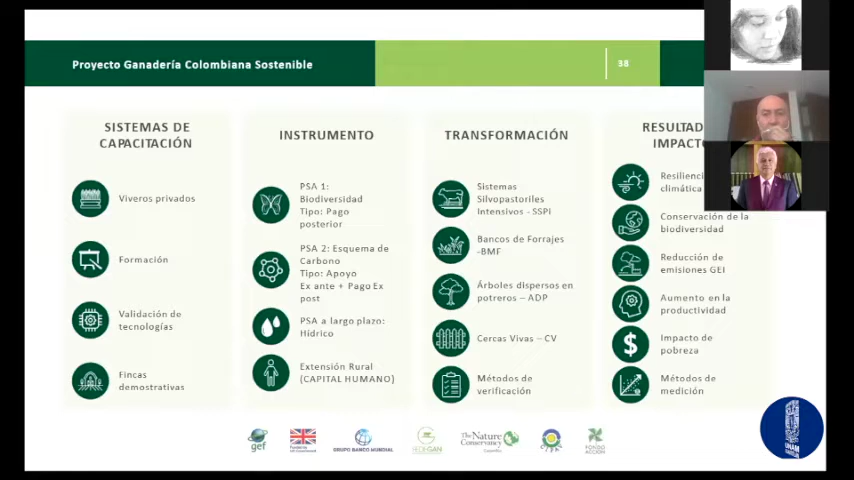 Proyecto Ganadería Colombiana Sostenible
38
SISTEMAS DE
CAPACITACIÓN
Viveros privados
Formación
Validación de
tecnologías
Fincas
demostrativas
INSTRUMENTO
PSA 1:
Biodiversidad
Tipo: Pago
posterior
PSA 2: Esquema de
Carbono
Tipo: Apoyo
Ex ante + Pago Ex
post
PSA a largo plazo:
Hídrico
Extensión Rural
(CAPITAL HUMANO)
TRANSFORMACIÓN
Sistemas
Silvopastoriles
Intensivos - SSPI
Bancos de Forrajes
-BMF
Árboles dispersos en
potreros – ADP
Cercas Vivas – CV
Métodos de
verificación
RESULTAD
IMPACT
Resilienci
climática
Conservación de la
biodiversidad
Reducción de
emisiones GEI
Aumento en la
productividad
Impacto de
pobreza
Métodos de
medición
gef
GRUPO BANCO MUNDIAL
The Nature
Conservancy
FONDO
ACCIÓN
UNAM